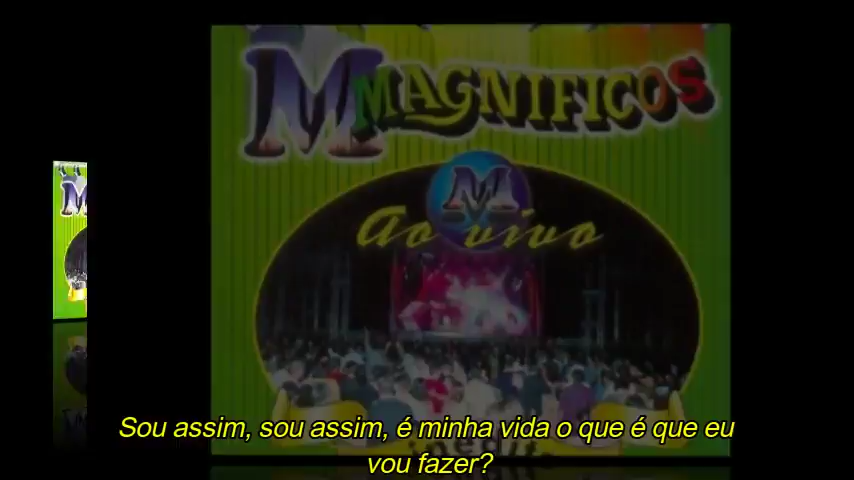 M MAGNIFICOS
M
Ao vivo
Sou assim, sou assim, é minha vida o que é que eu
vou fazer?